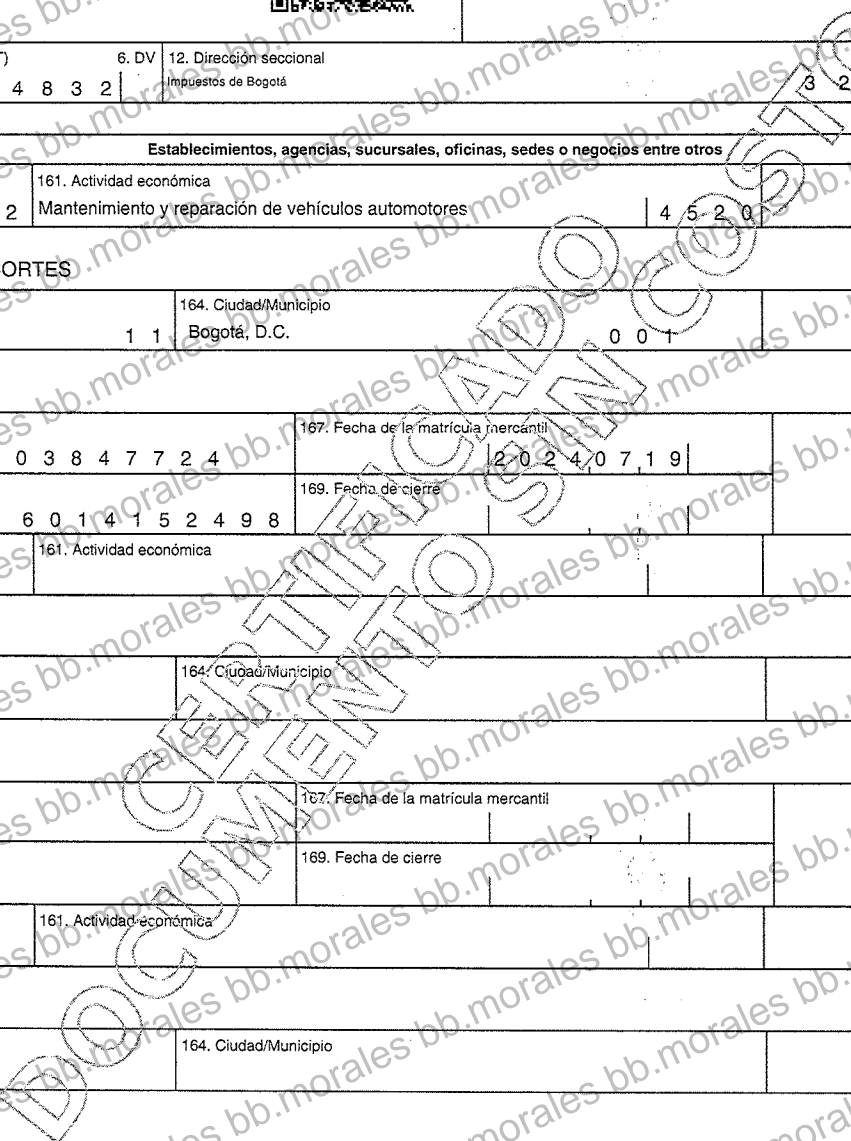 6. DV 12. Dirección seccional
4 8 3 2 Impuestos de Bogotá 3 2
Establecimientos, agencias, sucursales, oficinas, sedes o negocios entre otros
161. Actividad económica
2 Mantenimiento y reparación de vehículos automotores 4 5 2 0
ORTES
164. Ciudad/Municipio
1 1 Bogotá, D.C. 0 0 1
167. Fecha de la matrícula mercantil
0 3 8 4 7 7 2 4 2 0 2 4 0 7 1 9
169. Fecha de cierre
6 0 1 4 1 5 2 4 9 8
161. Actividad económica
164. Ciudad/Municipio
167. Fecha de la matrícula mercantil
169. Fecha de cierre
161. Actividad económica
164. Ciudad/Municipio
CERTIFICADO
DOCUMENTO SIN COSTO
bb.morales bb.morales bb.morales